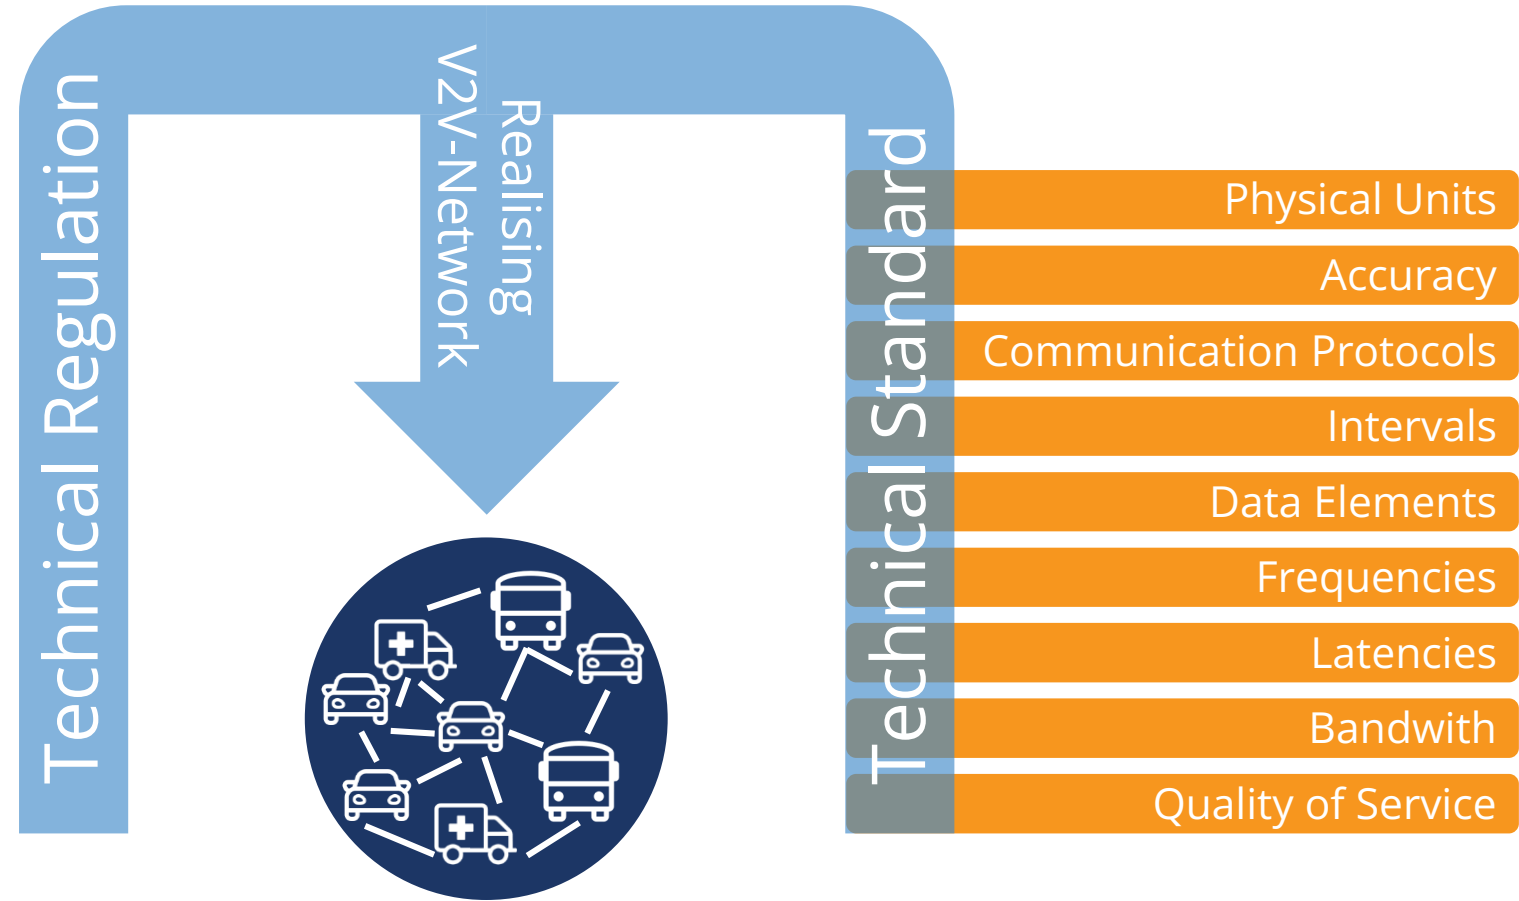 Technical Regulation
Realising
V2V-Network
Technical Standard
Physical Units
Accuracy
Communication Protocols
Intervals
Data Elements
Frequencies
Latencies
Bandwith
Quality of Service